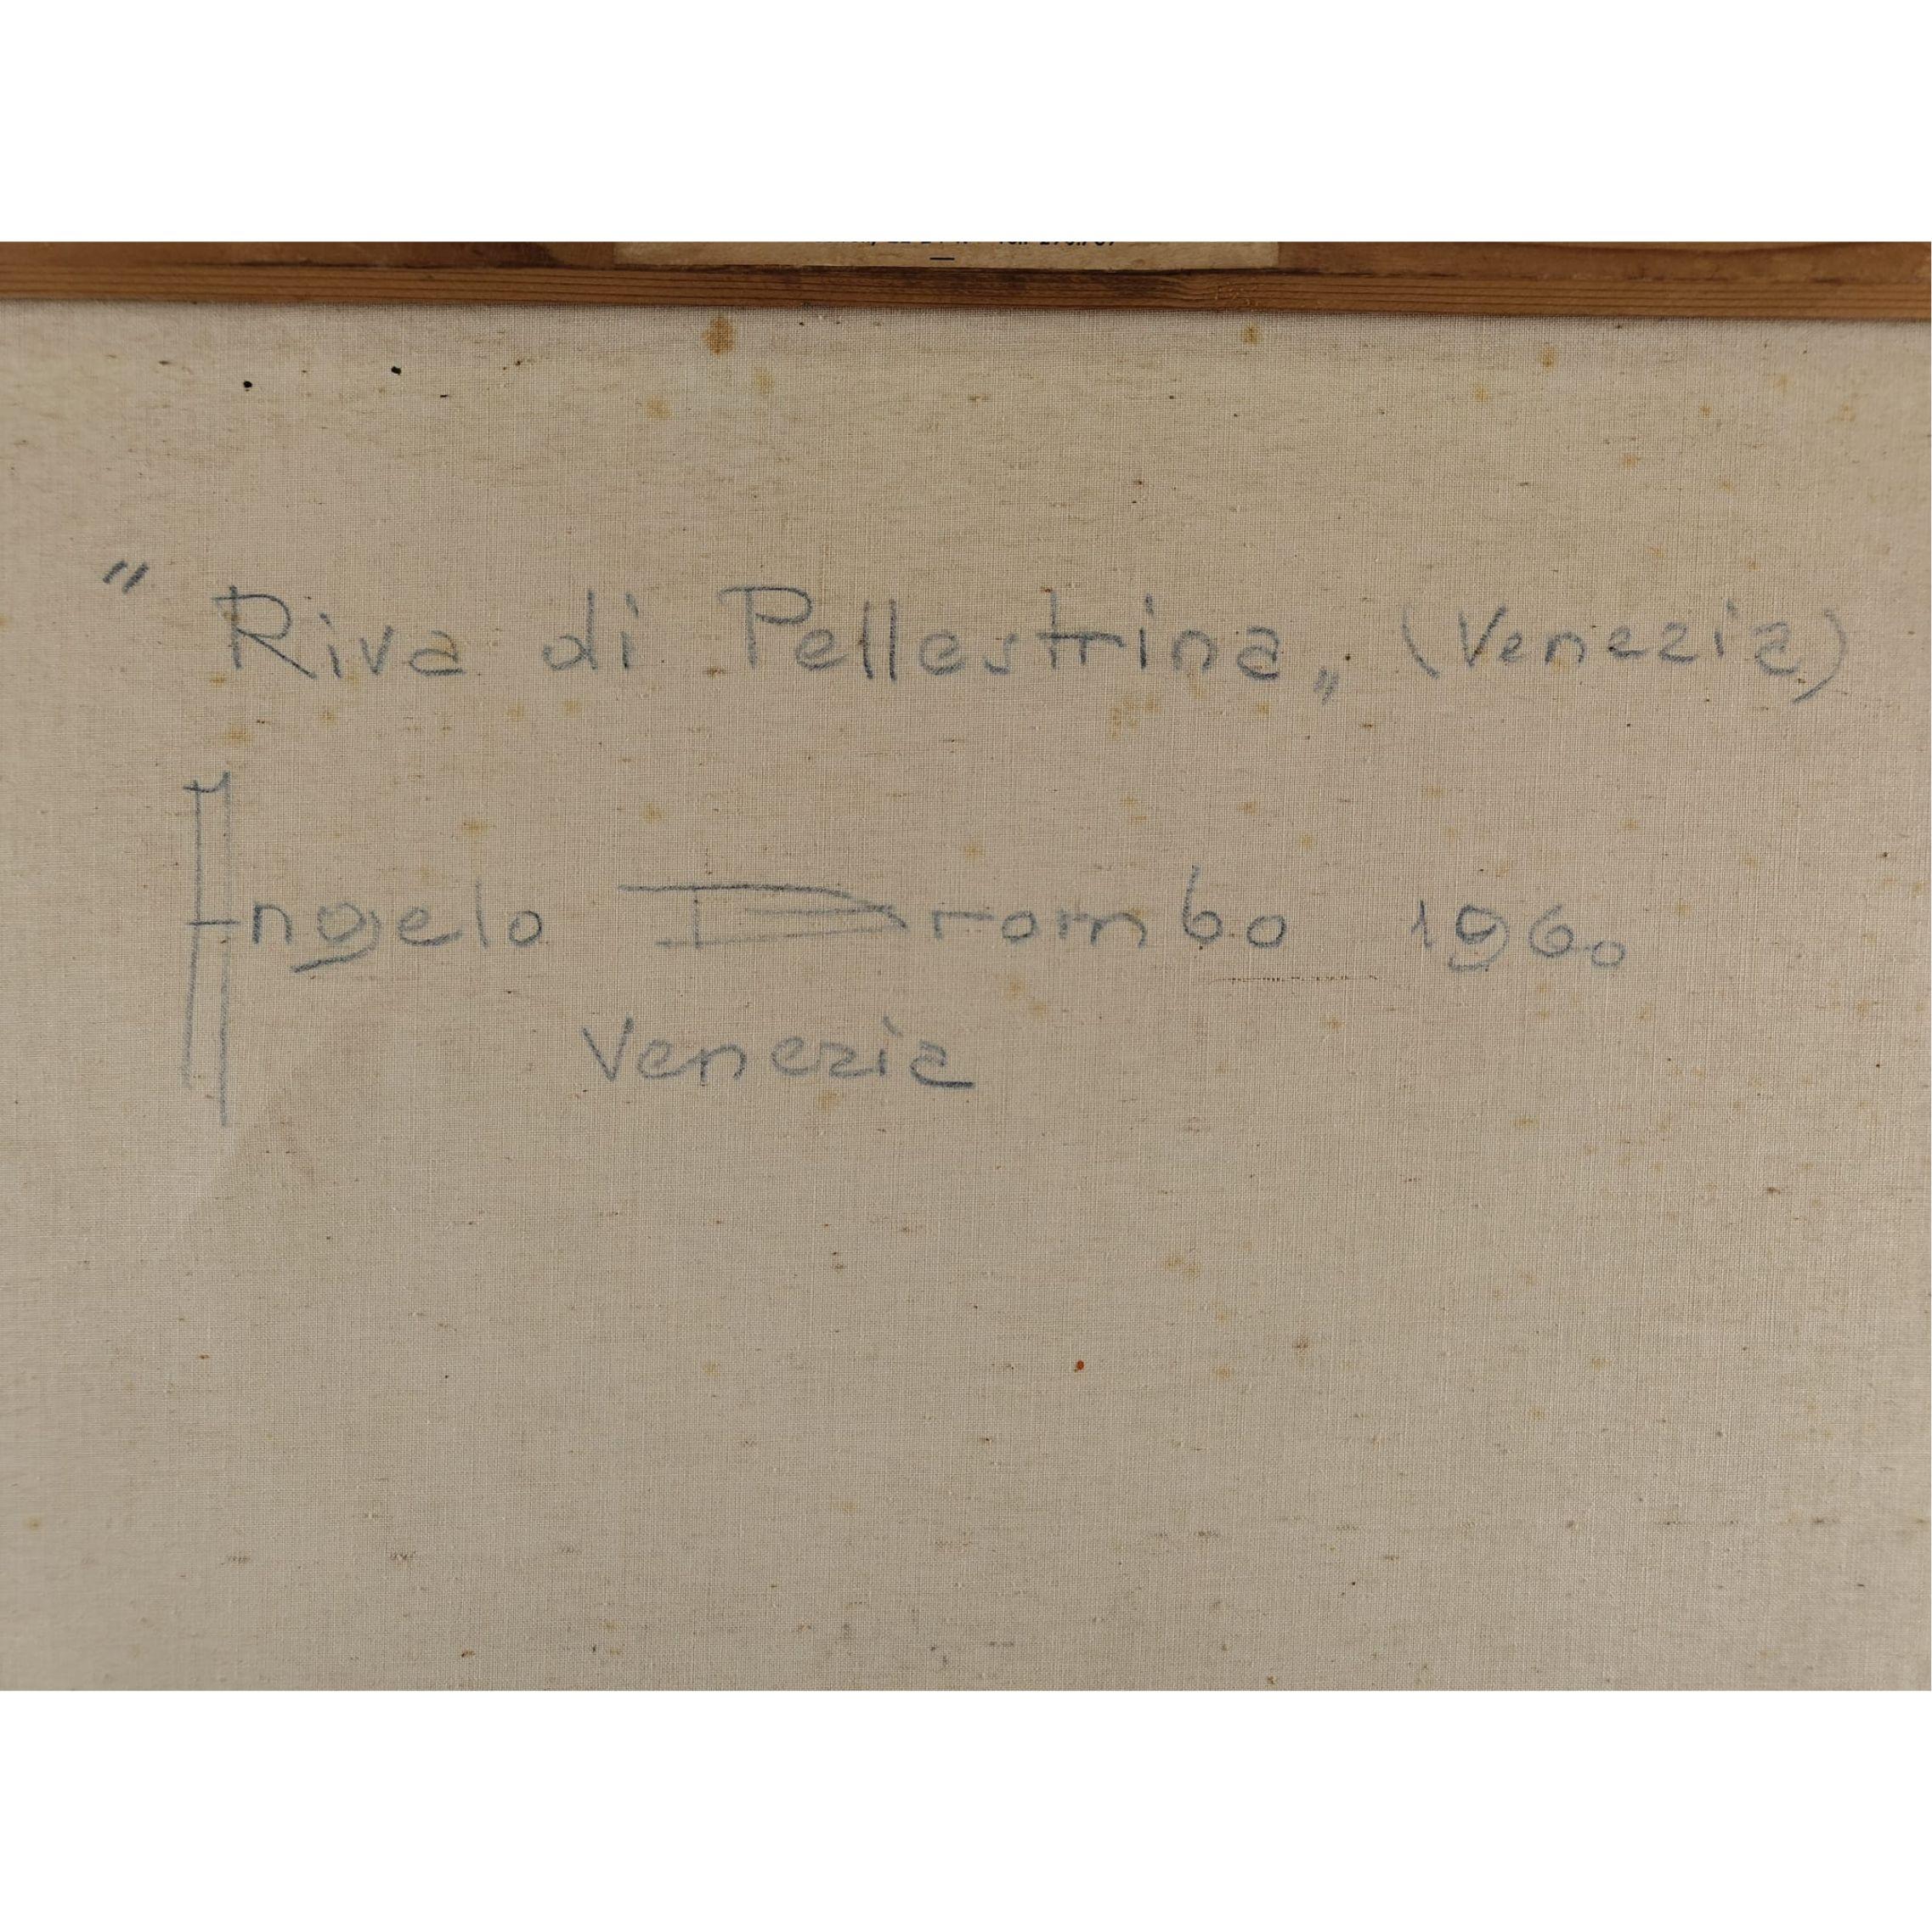 " Riva di Pellestrina „ (Venezia)
Angelo Brombo 1960
Venezia